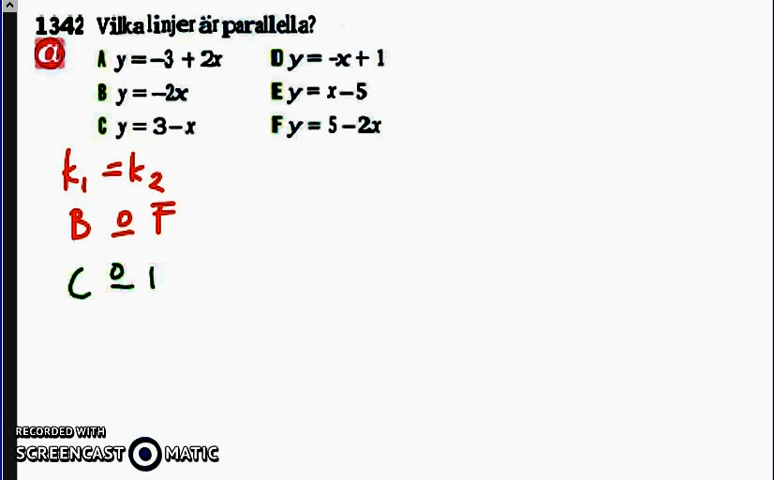 1342 Vilka linjer är parallella?
a
A y = -3 + 2x D y = -x + 1
B y = -2x E y = x - 5
C y = 3 - x F y = 5 - 2x
k₁ = k₂
B o F
C o I
RECORDED WITH
SCREENCAST MATIC